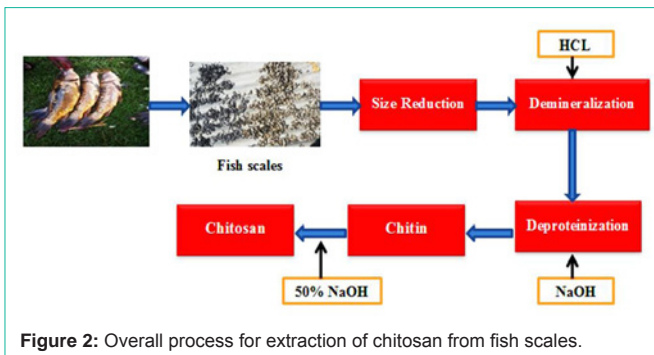 HCL
Size Reduction
Demineralization
Fish scales
Chitosan
Chitin
Deproteinization
50% NaOH
NaOH
Figure 2: Overall process for extraction of chitosan from fish scales.